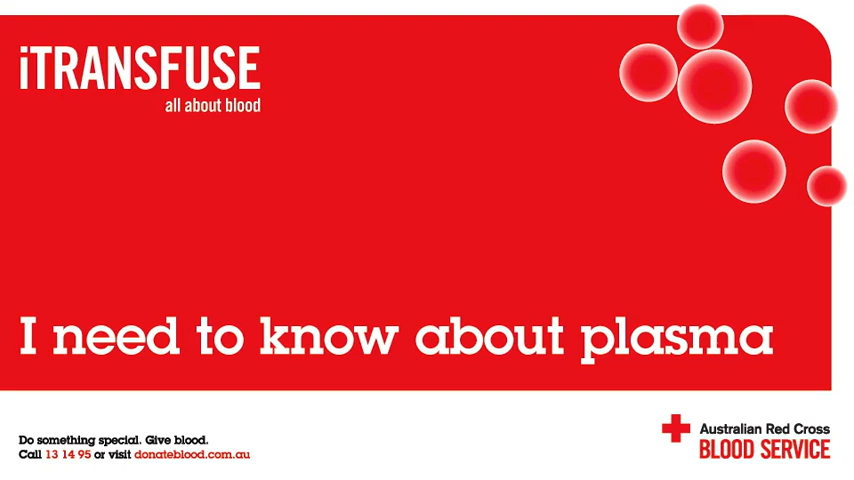 iTRANSFUSE
all about blood
I need to know about plasma
Do something special. Give blood.
Call 13 14 95 or visit donateblood.com.au
Australian Red Cross
BLOOD SERVICE